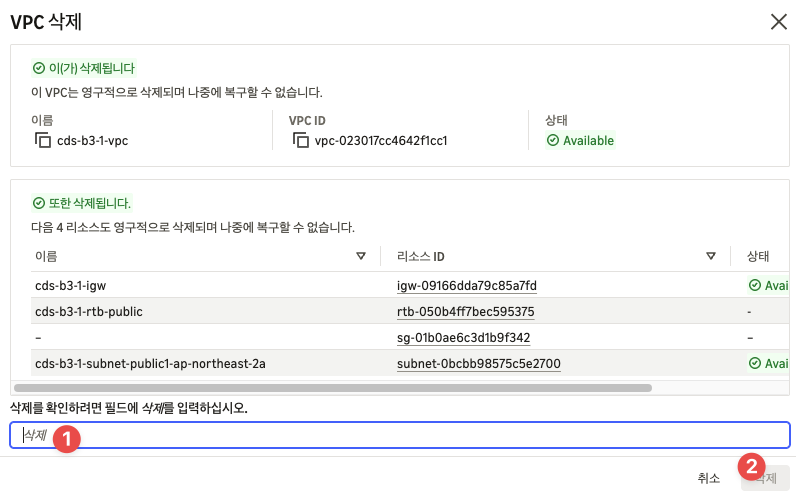 VPC 삭제
이(가) 삭제됩니다
이 VPC는 영구적으로 삭제되며 나중에 복구할 수 없습니다.
이름 VPC ID 상태
cds-b3-1-vpc vpc-023017cc4642f1cc1 Available
또한 삭제됩니다.
다음 4 리소스도 영구적으로 삭제되며 나중에 복구할 수 없습니다.
이름 리소스 ID 상태
cds-b3-1-igw igw-09166dda79c85a7fd Avai
cds-b3-1-rtb-public rtb-050b4ff7bec595375 -
- sg-01b0ae6c3d1b9f342 -
cds-b3-1-subnet-public1-ap-northeast-2a subnet-0bcbb98575c5e2700 Avai
삭제를 확인하려면 필드에 삭제를 입력하십시오.
삭제 1
2
취소 삭제